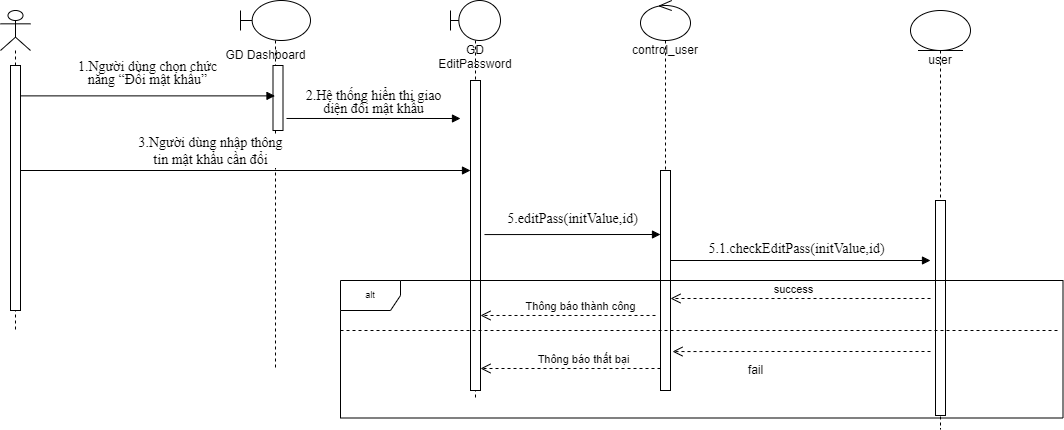 GD Dashboard
GD
EditPassword
control_user
user
1.Người dùng chọn chức
năng “Đổi mật khẩu”
2.Hệ thống hiển thị giao
diện đổi mật khẩu
3.Người dùng nhập thông
tin mật khẩu cần đổi
5.editPass(initValue,id)
5.1.checkEditPass(initValue,id)
alt
success
Thông báo thành công
Thông báo thất bại
fail